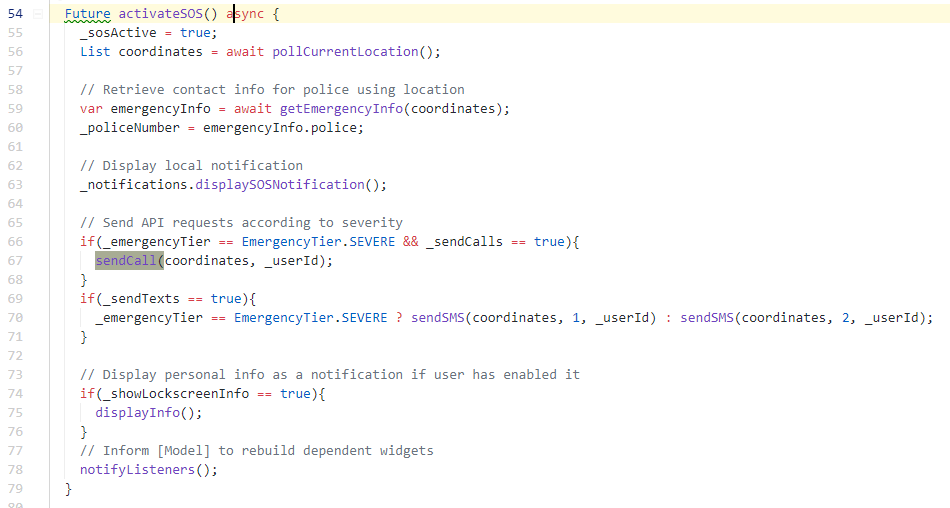 54 Future activateSOS() async {
55 _sosActive = true;
56 List coordinates = await pollCurrentLocation();
57
58 // Retrieve contact info for police using location
59 var emergencyInfo = await getEmergencyInfo(coordinates);
60 _policeNumber = emergencyInfo.police;
61
62 // Display local notification
63 _notifications.displaySOSNotification();
64
65 // Send API requests according to severity
66 if(_emergencyTier == EmergencyTier.SEVERE && _sendCalls == true){
67 sendCall(coordinates, _userId);
68 }
69 if(_sendTexts == true){
70 _emergencyTier == EmergencyTier.SEVERE ? sendSMS(coordinates, 1, _userId) : sendSMS(coordinates, 2, _userId);
71 }
72
73 // Display personal info as a notification if user has enabled it
74 if(_showLockscreenInfo == true){
75 displayInfo();
76 }
77 // Inform [Model] to rebuild dependent widgets
78 notifyListeners();
79 }
80